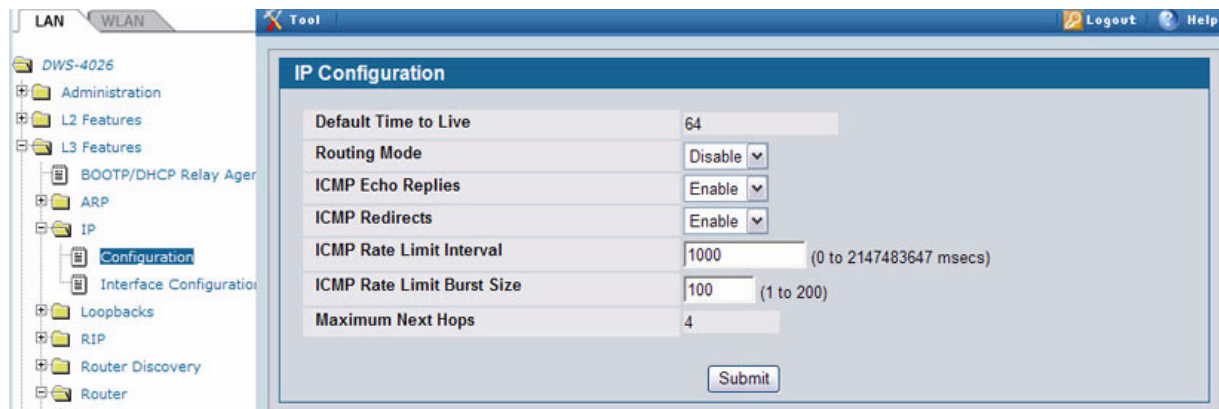 LAN WLAN Tool Logout Help
DWS-4026
Administration
L2 Features
L3 Features
BOOTP/DHCP Relay Ager
ARP
IP
Configuration
Interface Configuration
Loopbacks
RIP
Router Discovery
Router
IP Configuration
Default Time to Live 64
Routing Mode Disable
ICMP Echo Replies Enable
ICMP Redirects Enable
ICMP Rate Limit Interval 1000 (0 to 2147483647 msecs)
ICMP Rate Limit Burst Size 100 (1 to 200)
Maximum Next Hops 4
Submit